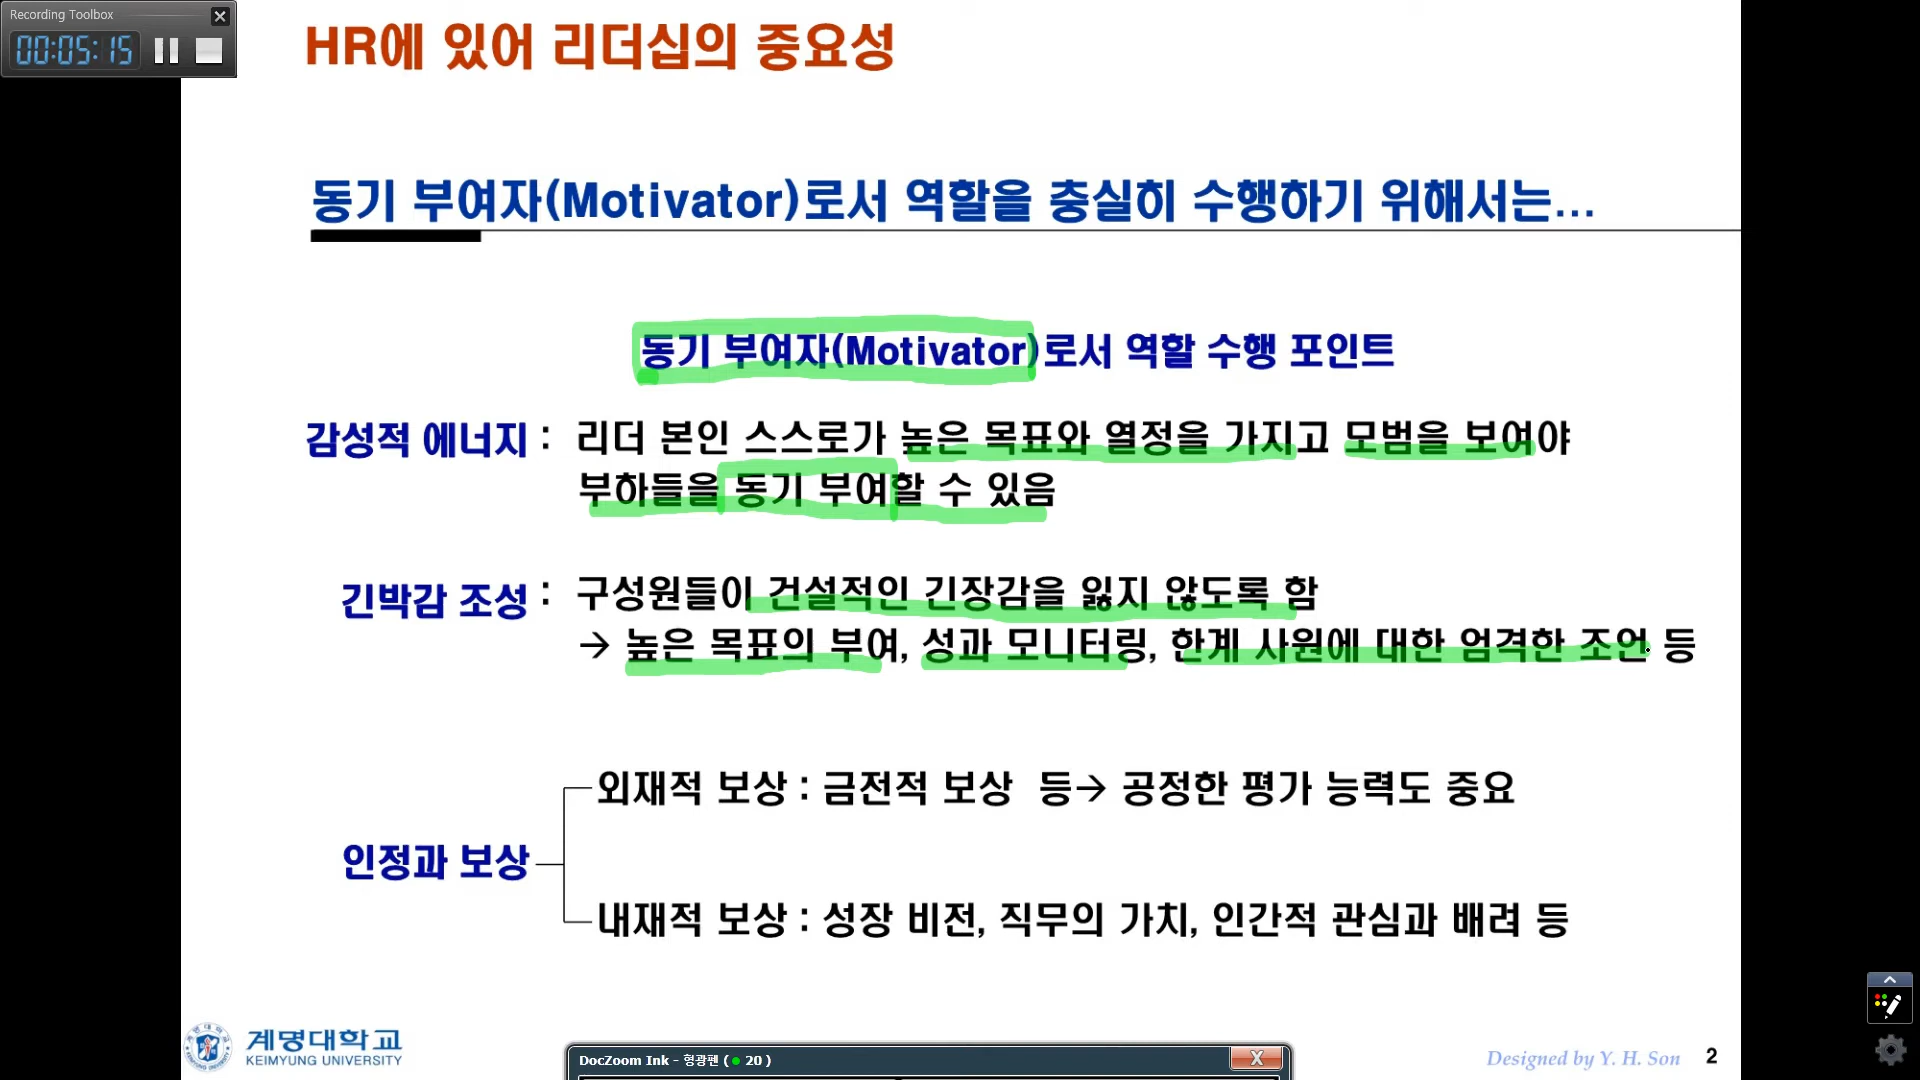 Recording Toolbox
00:05:15
HR에 있어 리더십의 중요성
동기 부여자(Motivator)로서 역할을 충실히 수행하기 위해서는...
동기 부여자(Motivator)로서 역할 수행 포인트
감성적 에너지 : 리더 본인 스스로가 높은 목표와 열정을 가지고 모범을 보여야
부하들을 동기 부여할 수 있음
긴박감 조성 : 구성원들이 건설적인 긴장감을 잃지 않도록 함
→ 높은 목표의 부여, 성과 모니터링, 한계 사원에 대한 엄격한 조언 등
외재적 보상 : 금전적 보상 등→ 공정한 평가 능력도 중요
인정과 보상
내재적 보상 : 성장 비전, 직무의 가치, 인간적 관심과 배려 등
계명대학교
KEIMYUNG UNIVERSITY
DocZoom Ink - 형광펜 ( 20 )
Designed by Y. H. Son 2